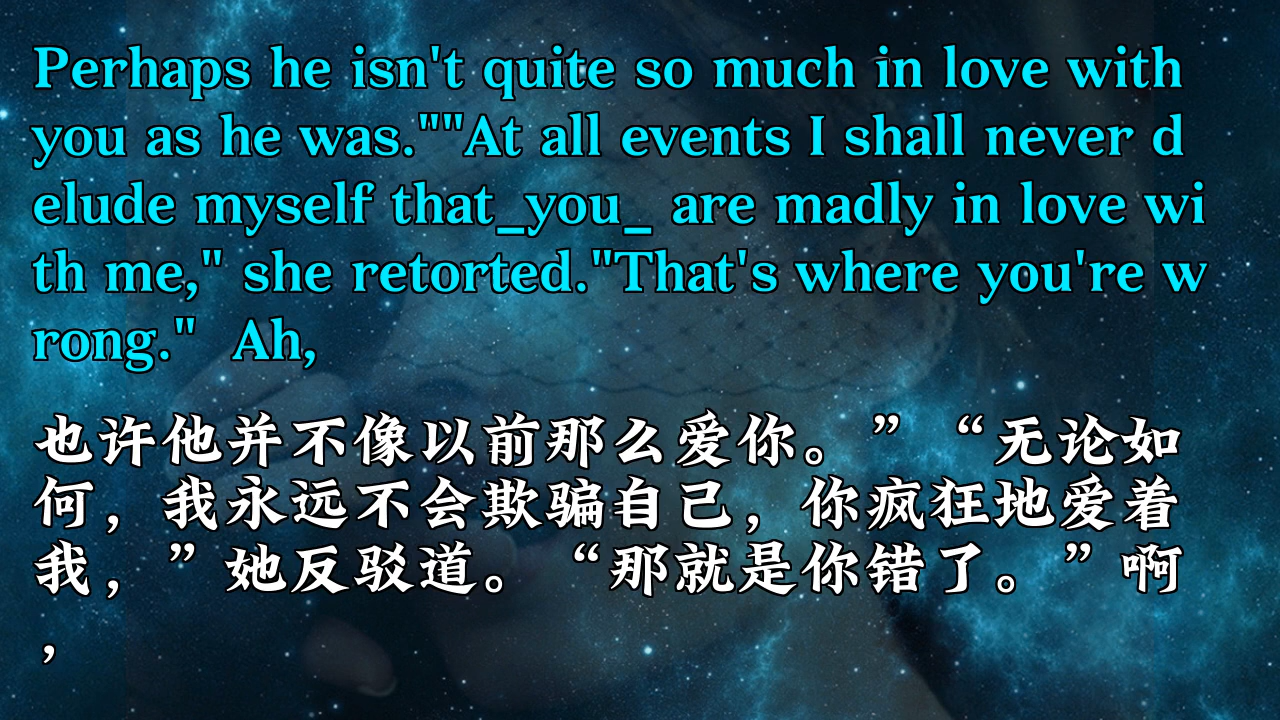 Perhaps he isn't quite so much in love with
you as he was.""At all events I shall never d
elude myself that_you_ are madly in love wi
th me," she retorted."That's where you're w
rong."  Ah,
也许他并不像以前那么爱你。”“无论如
何，我永远不会欺骗自己，你疯狂地爱着
我，”她反驳道。“那就是你错了。”啊
，